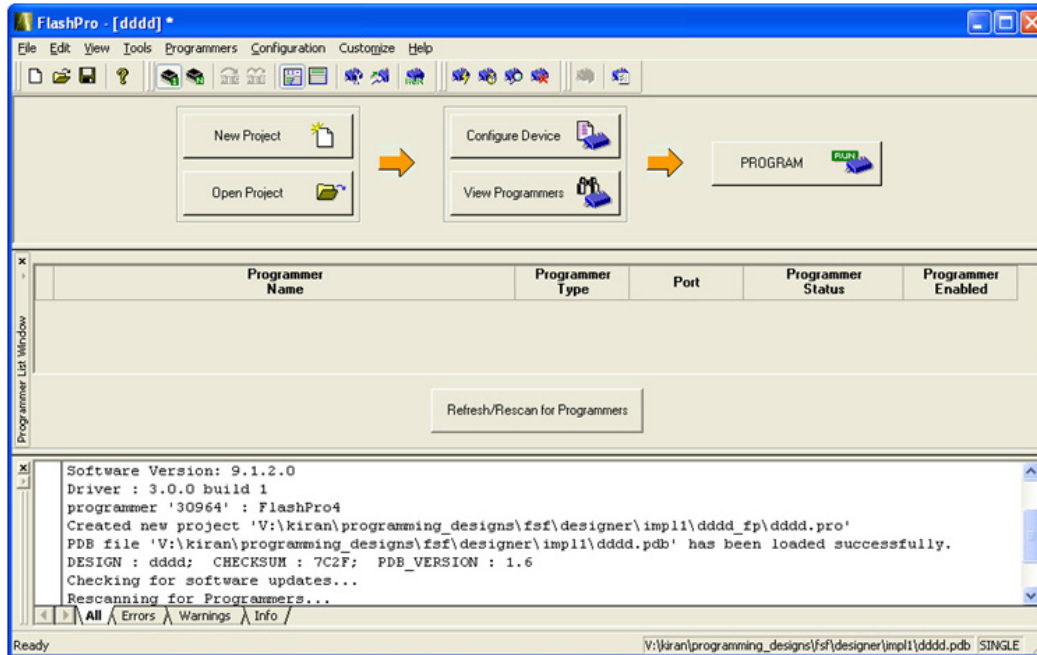 FlashPro - [dddd] *
File Edit View Tools Programmers Configuration Customize Help
New Project
Open Project
Configure Device
View Programmers
PROGRAM
RUN
Programmer List Window
Programmer Name
Programmer Type
Port
Programmer Status
Programmer Enabled
Refresh/Rescan for Programmers
Software Version: 9.1.2.0
Driver : 3.0.0 build 1
programmer '30964' : FlashPro4
Created new project 'V:\kiran\programming_designs\fsf\designer\impl1\dddd_fp\dddd.pro'
PDB file 'V:\kiran\programming_designs\fsf\designer\impl1\dddd.pdb' has been loaded successfully.
DESIGN : dddd; CHECKSUM : 7C2F; PDB_VERSION : 1.6
Checking for software updates...
Rescanning for Programmers...
All Errors Warnings Info
Ready
V:\kiran\programming_designs\fsf\designer\impl1\dddd.pdb SINGLE